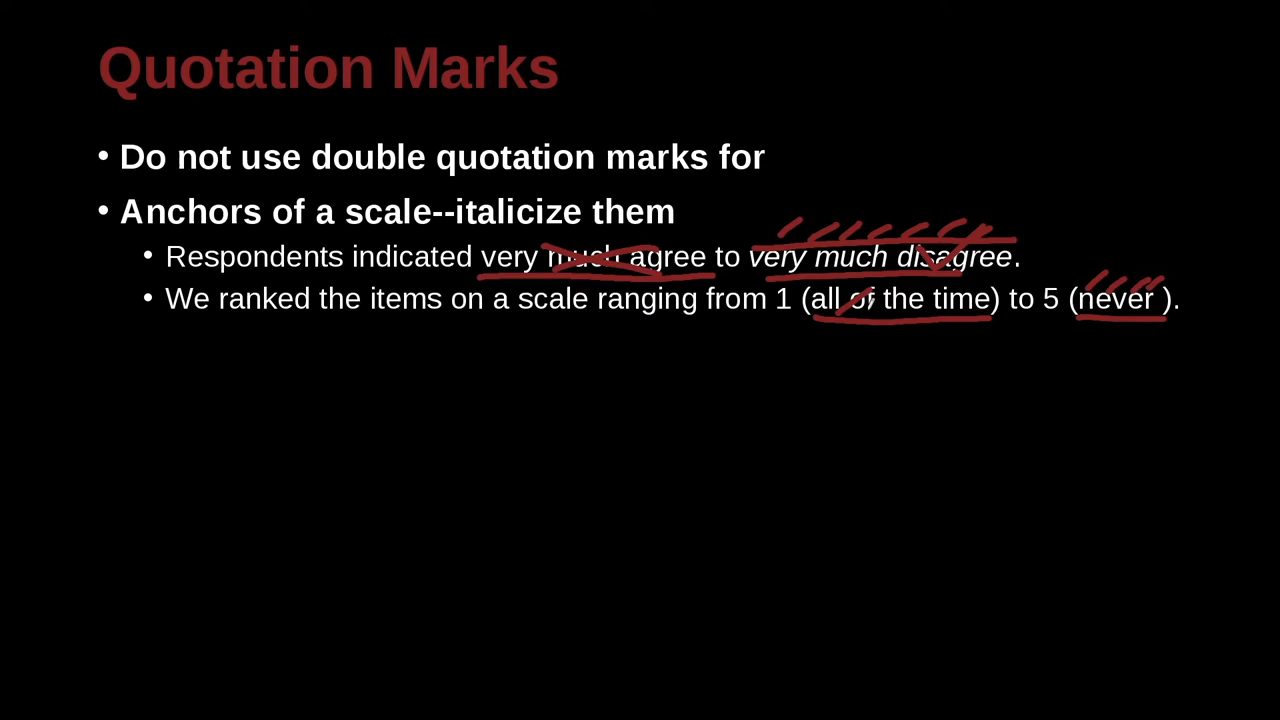 Quotation Marks
• Do not use double quotation marks for
• Anchors of a scale--italicize them
• Respondents indicated very much agree to very much disagree.
• We ranked the items on a scale ranging from 1 (all of the time) to 5 (never ).